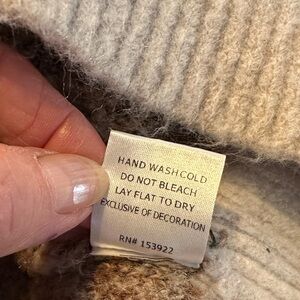 HAND WASH COLD
DO NOT BLEACH
LAY FLAT TO DRY
EXCLUSIVE OF DECORATION
RN# 153922